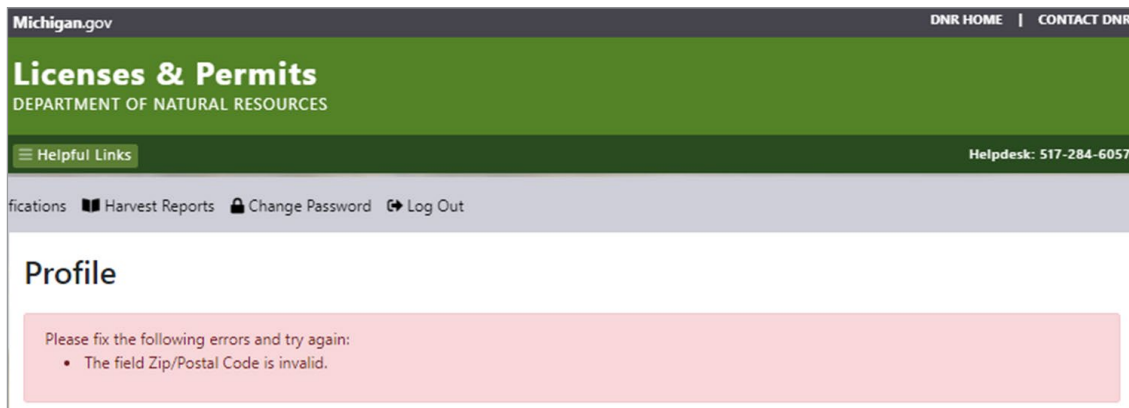 Michigan.gov DNR HOME | CONTACT DNR
Licenses & Permits
DEPARTMENT OF NATURAL RESOURCES
Helpful Links Helpdesk: 517-284-6057
fications Harvest Reports Change Password Log Out
Profile
Please fix the following errors and try again:
• The field Zip/Postal Code is invalid.